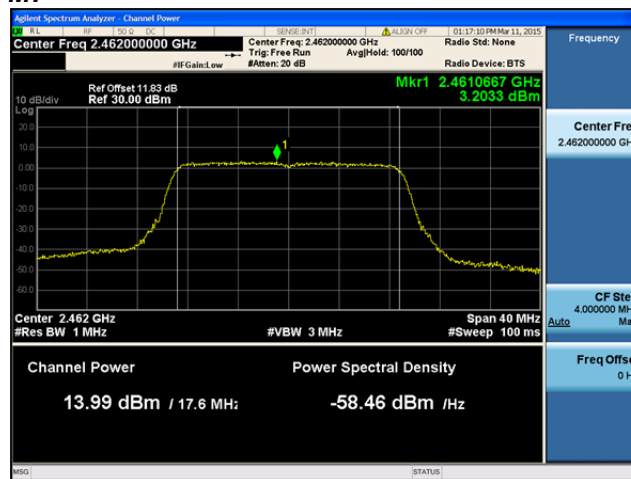 Agilent Spectrum Analyzer - Channel Power
RL RF 50 Ω DC SENSE:INT ALIGN OFF 01:17:10 PM Mar 11, 2015
Center Freq 2.462000000 GHz Center Freq: 2.462000000 GHz Radio Std: None
Trig: Free Run Avg|Hold: 100/100
#IFGain:Low #Atten: 20 dB Radio Device: BTS
Frequency
Mkr1 2.4610667 GHz
3.2033 dBm
Ref Offset 11.83 dB
10 dB/div Ref 30.00 dBm
Log
20.0
10.0
0.00
-10.0
-20.0
-30.0
-40.0
-50.0
-60.0
1
Center 2.462 GHz Span 40 MHz
#Res BW 1 MHz #VBW 3 MHz #Sweep 100 ms
Channel Power Power Spectral Density
13.99 dBm / 17.6 MHz -58.46 dBm /Hz
Center Fre
2.462000000 GH
CF Ste
4.000000 MH
Auto Ma
Freq Offse
0 H
MSG STATUS